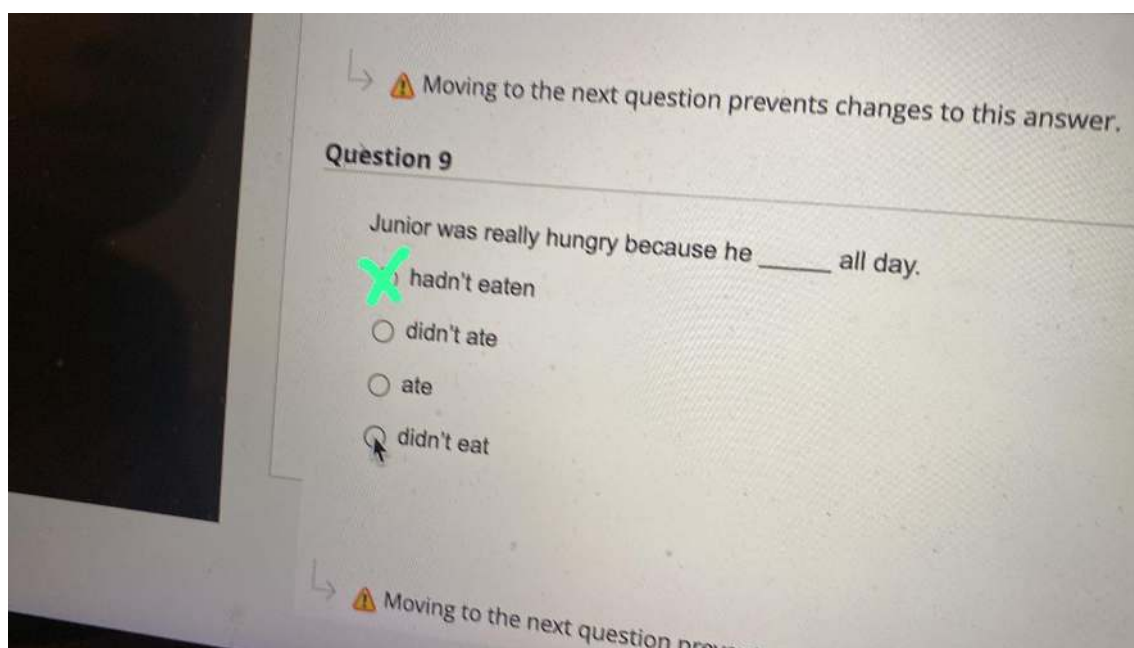 Moving to the next question prevents changes to this answer.
Question 9
Junior was really hungry because he ______ all day.
hadn't eaten
didn't ate
ate
didn't eat
Moving to the next question